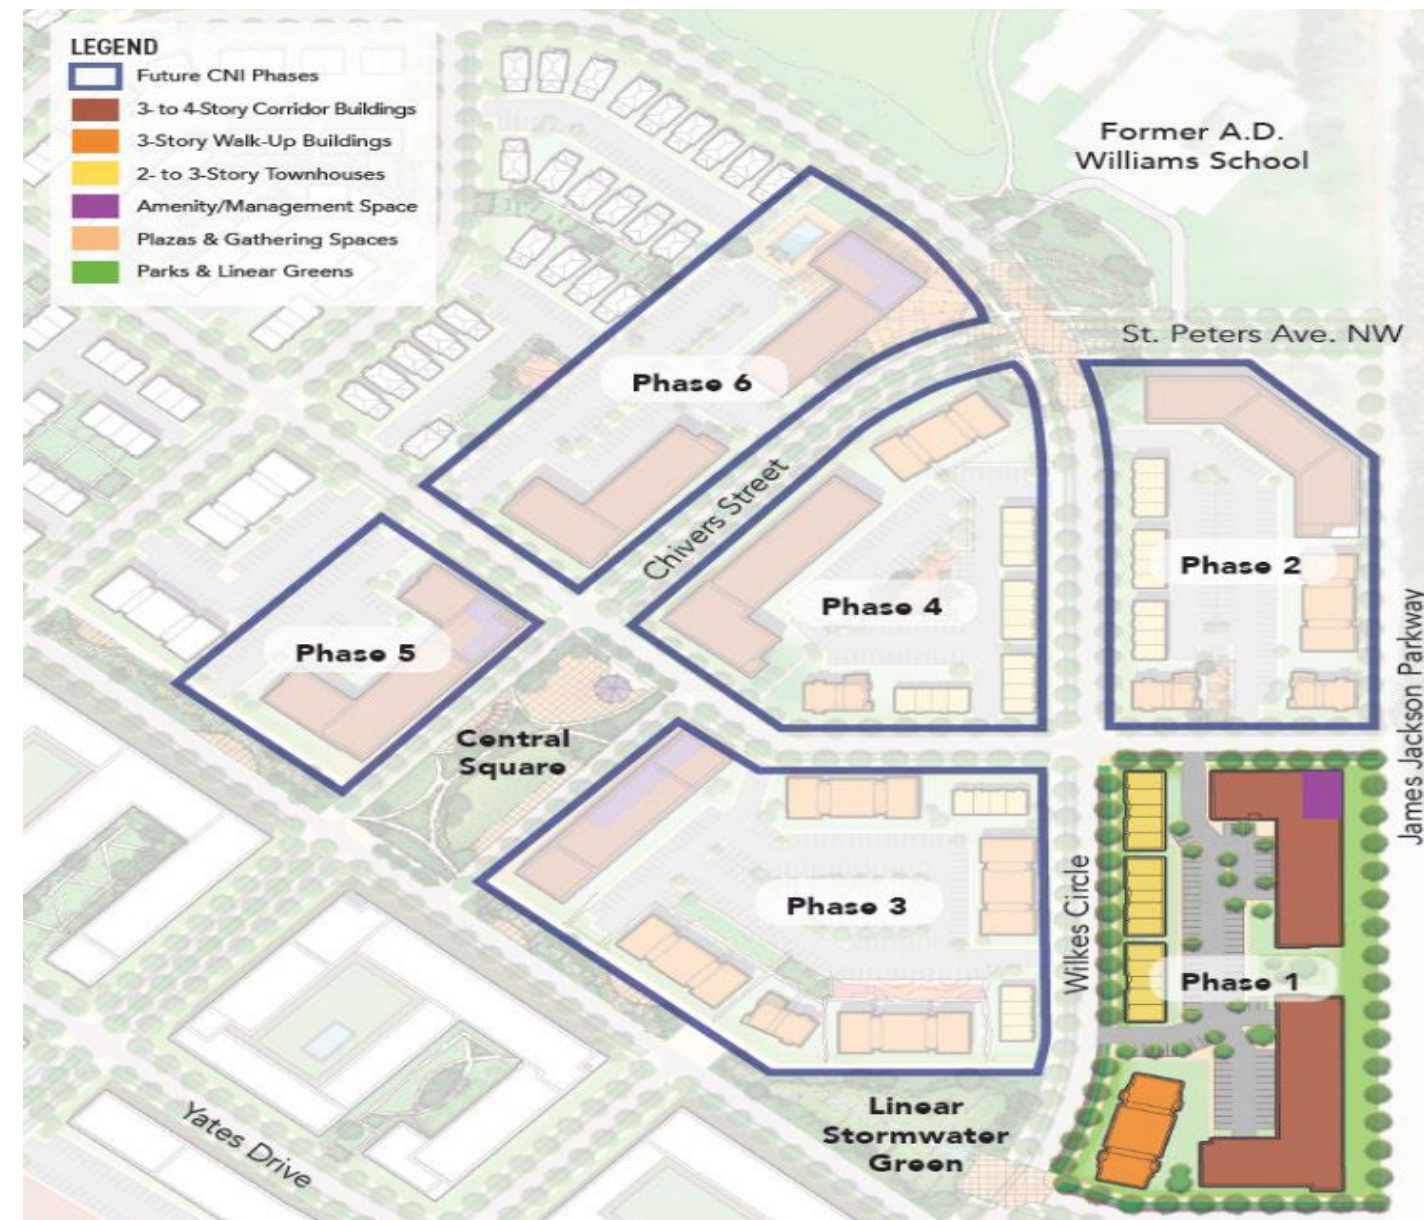 LEGEND
Future CNI Phases
3- to 4-Story Corridor Buildings
3-Story Walk-Up Buildings
2- to 3-Story Townhouses
Amenity/Management Space
Plazas & Gathering Spaces
Parks & Linear Greens
Former A.D.
Williams School
St. Peters Ave. NW
Phase 6
Chivers Street
Phase 2
Phase 4
Phase 5
James Jackson Parkway
Central
Square
Phase 3
Wilkes Circle
Phase 1
Linear
Stormwater
Green
Yates Drive